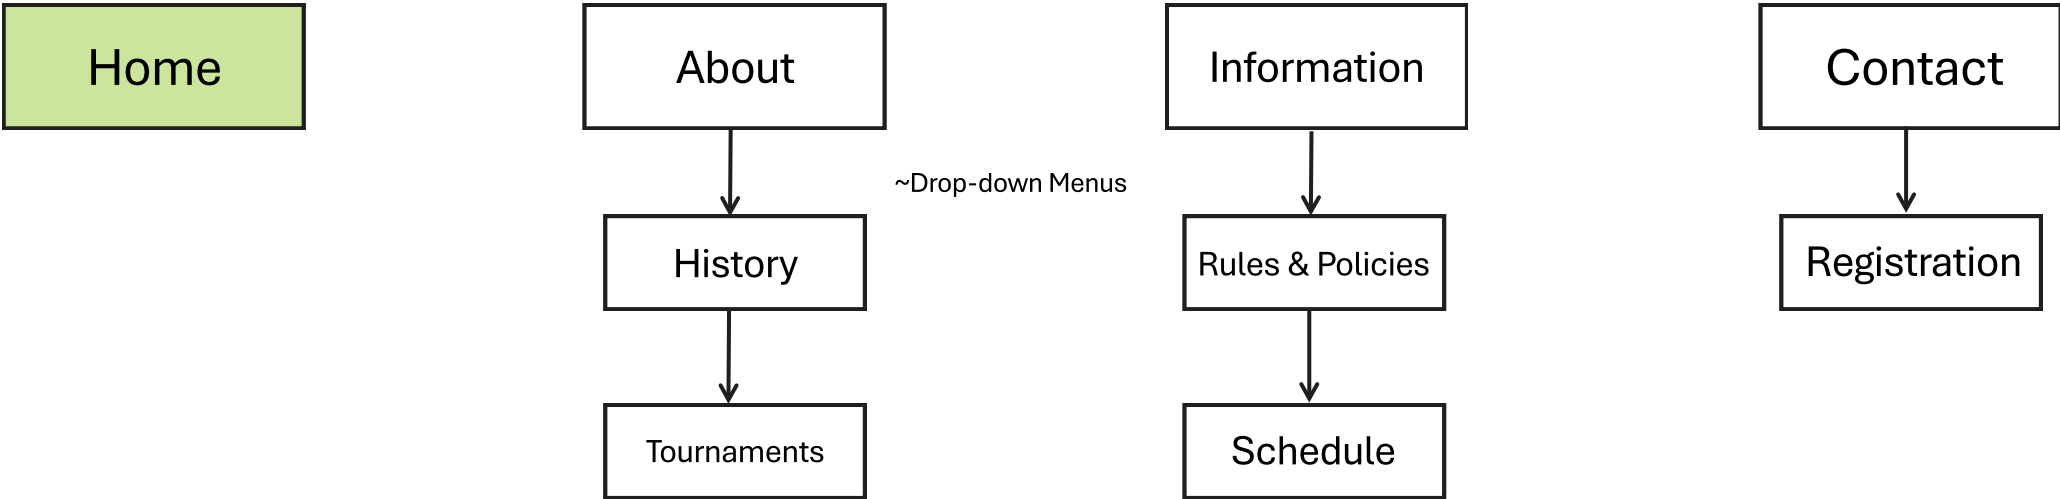 Home
About
Information
Contact
~Drop-down Menus
History
Rules & Policies
Registration
Tournaments
Schedule